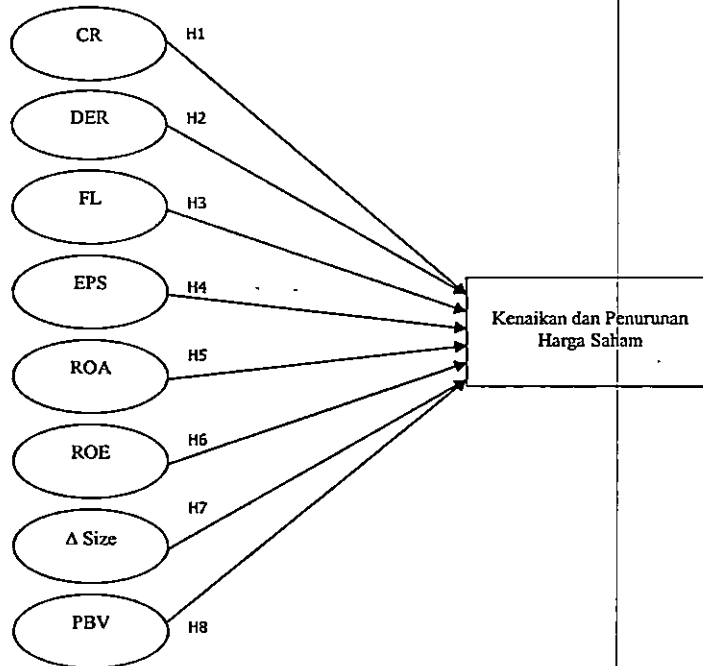 CR
H1
DER
H2
FL
H3
EPS
H4
ROA
H5
ROE
H6
Δ Size
H7
PBV
H8
Kenaikan dan Penurunan
Harga Saham